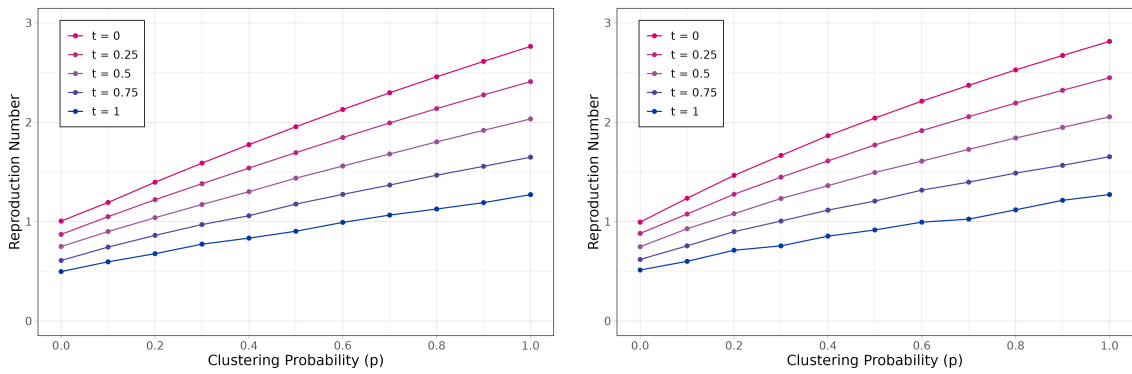 3
2
1
0
Reproduction Number
t = 0
t = 0.25
t = 0.5
t = 0.75
t = 1
0.0 0.2 0.4 0.6 0.8 1.0
Clustering Probability (p)
3
2
1
0
Reproduction Number
t = 0
t = 0.25
t = 0.5
t = 0.75
t = 1
0.0 0.2 0.4 0.6 0.8 1.0
Clustering Probability (p)